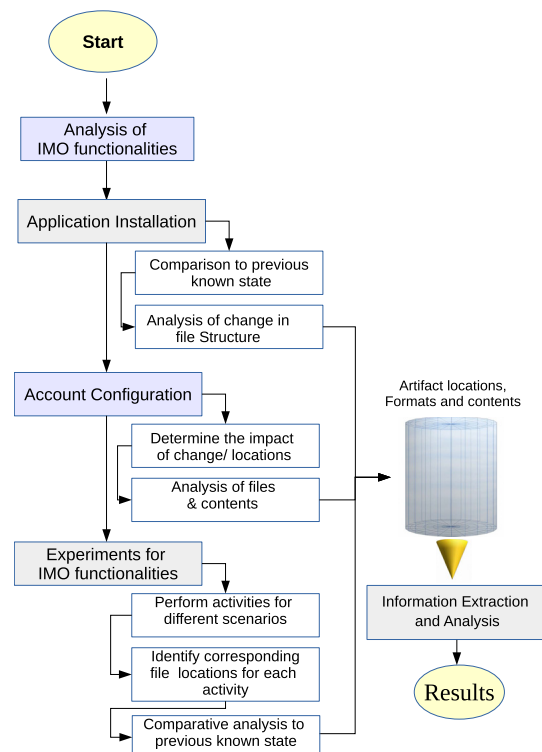 Start
Analysis of
IMO functionalities
Application Installation
Comparison to previous
known state
Analysis of change in
file Structure
Account Configuration
Determine the impact
of change/ locations
Analysis of files
& contents
Experiments for
IMO functionalities
Perform activities for
different scenarios
Identify corresponding
file locations for each
activity
Comparative analysis to
previous known state
Artifact locations,
Formats and contents
Information Extraction
and Analysis
Results